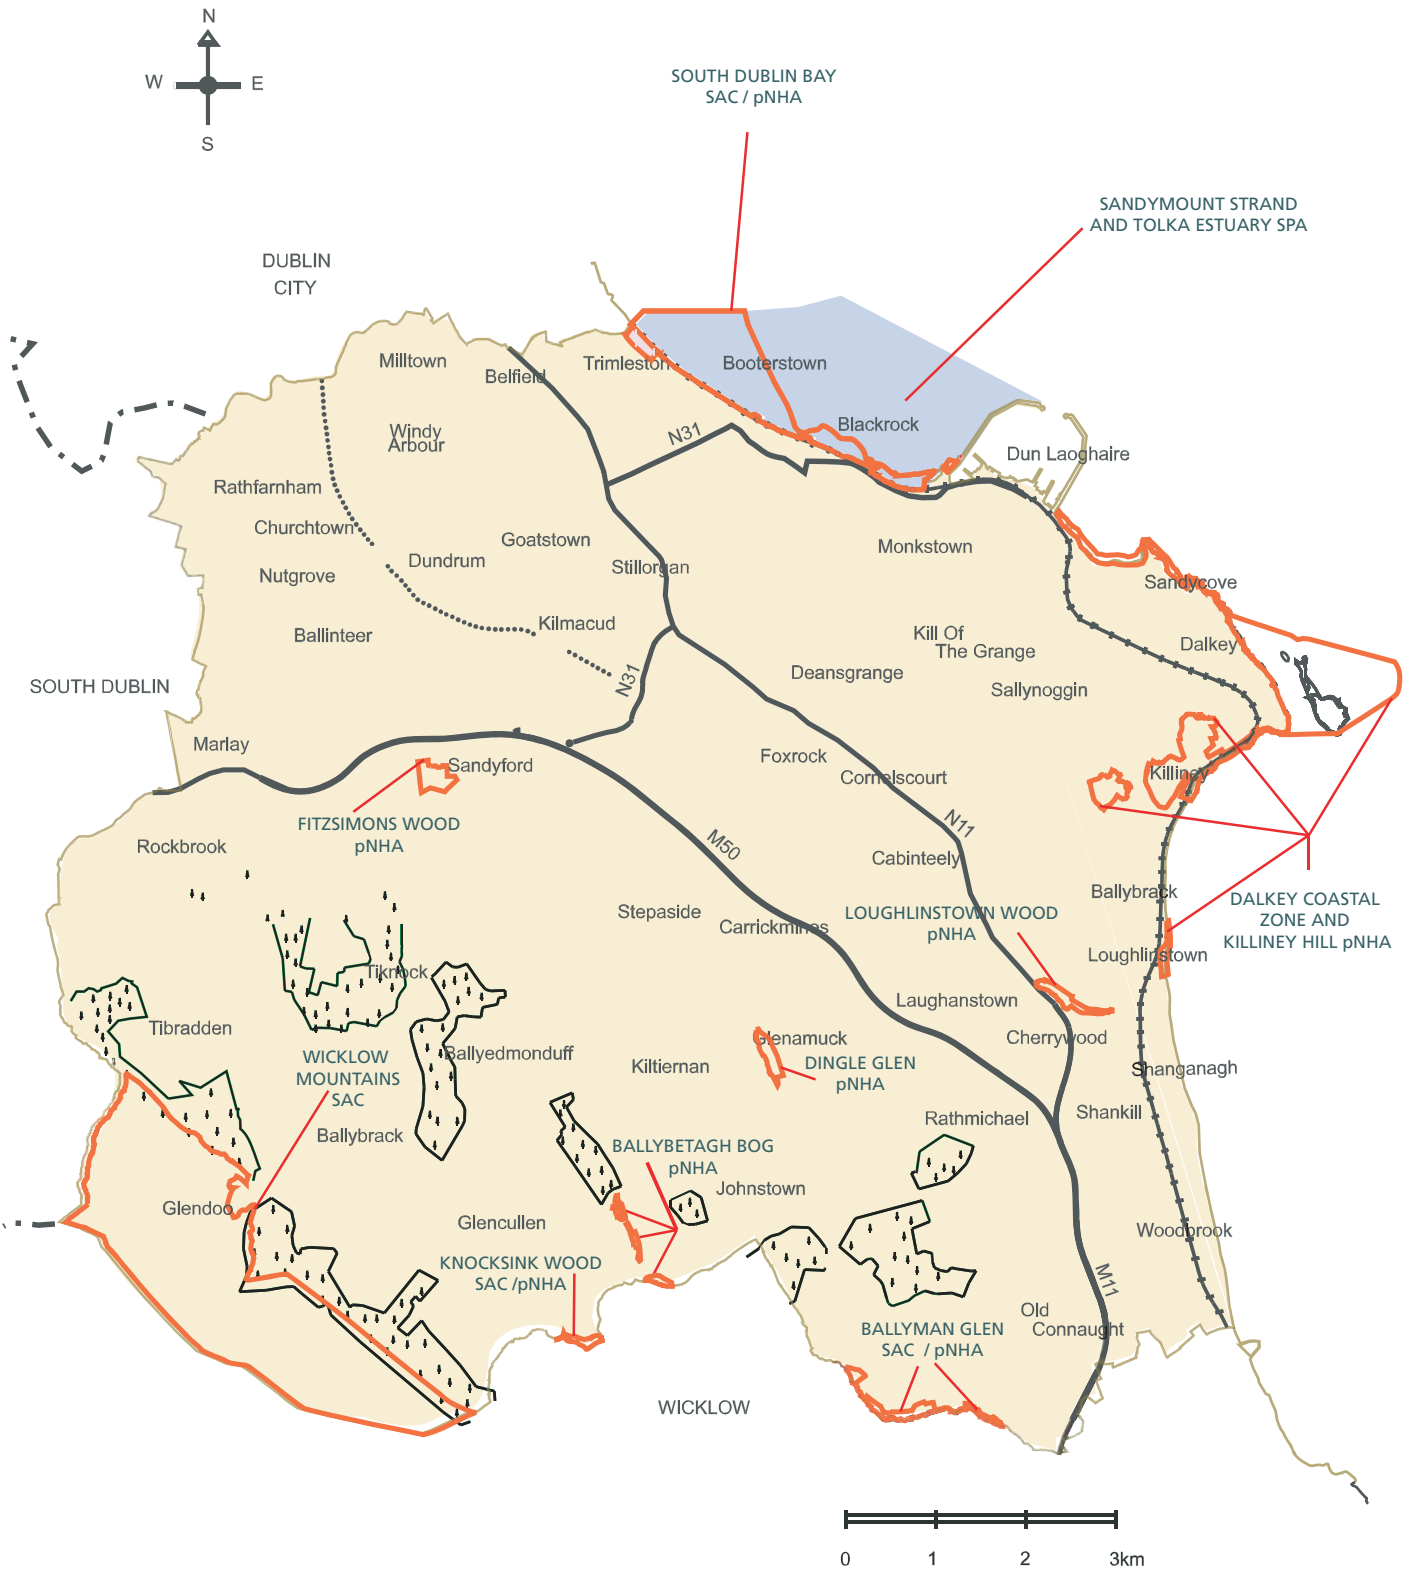 N
W
E
S
SOUTH DUBLIN BAY
SAC / pNHA
SANDYMOUNT STRAND
AND TOLKA ESTUARY SPA
DUBLIN
CITY
Milltown
Belfield
Trimleston
Booterstown
Windy
Arbour
N31
Blackrock
Dun Laoghaire
Rathfarnham
Churchtown
Goatstown
Monkstown
Dundrum
Stillorgan
Nutgrove
Sandycove
Ballinteer
Kilmacud
Kill Of
The Grange
Dalkey
SOUTH DUBLIN
N31
Deansgrange
Sallynoggin
Marlay
Sandyford
Foxrock
Cornelscourt
Killiney
FITZSIMONS WOOD
pNHA
N11
M50
Rockbrook
Cabinteely
Ballybrack
Stepaside
Carrickmines
LOUGHLINSTOWN WOOD
pNHA
DALKEY COASTAL
ZONE AND
KILLINEY HILL pNHA
Loughlinstown
Tiknock
Laughanstown
Tibradden
Glenamuck
Cherrywood
WICKLOW
MOUNTAINS
SAC
Ballyedmonduff
Kiltiernan
DINGLE GLEN
pNHA
Shanganagh
Rathmichael
Shankill
Ballybrack
BALLYBETAGH BOG
pNHA
Johnstown
Glendoo
Glencullen
Woodbrook
KNOCKSINK WOOD
SAC /pNHA
M11
Old
Connaught
BALLYMAN GLEN
SAC / pNHA
WICKLOW
0
1
2
3km